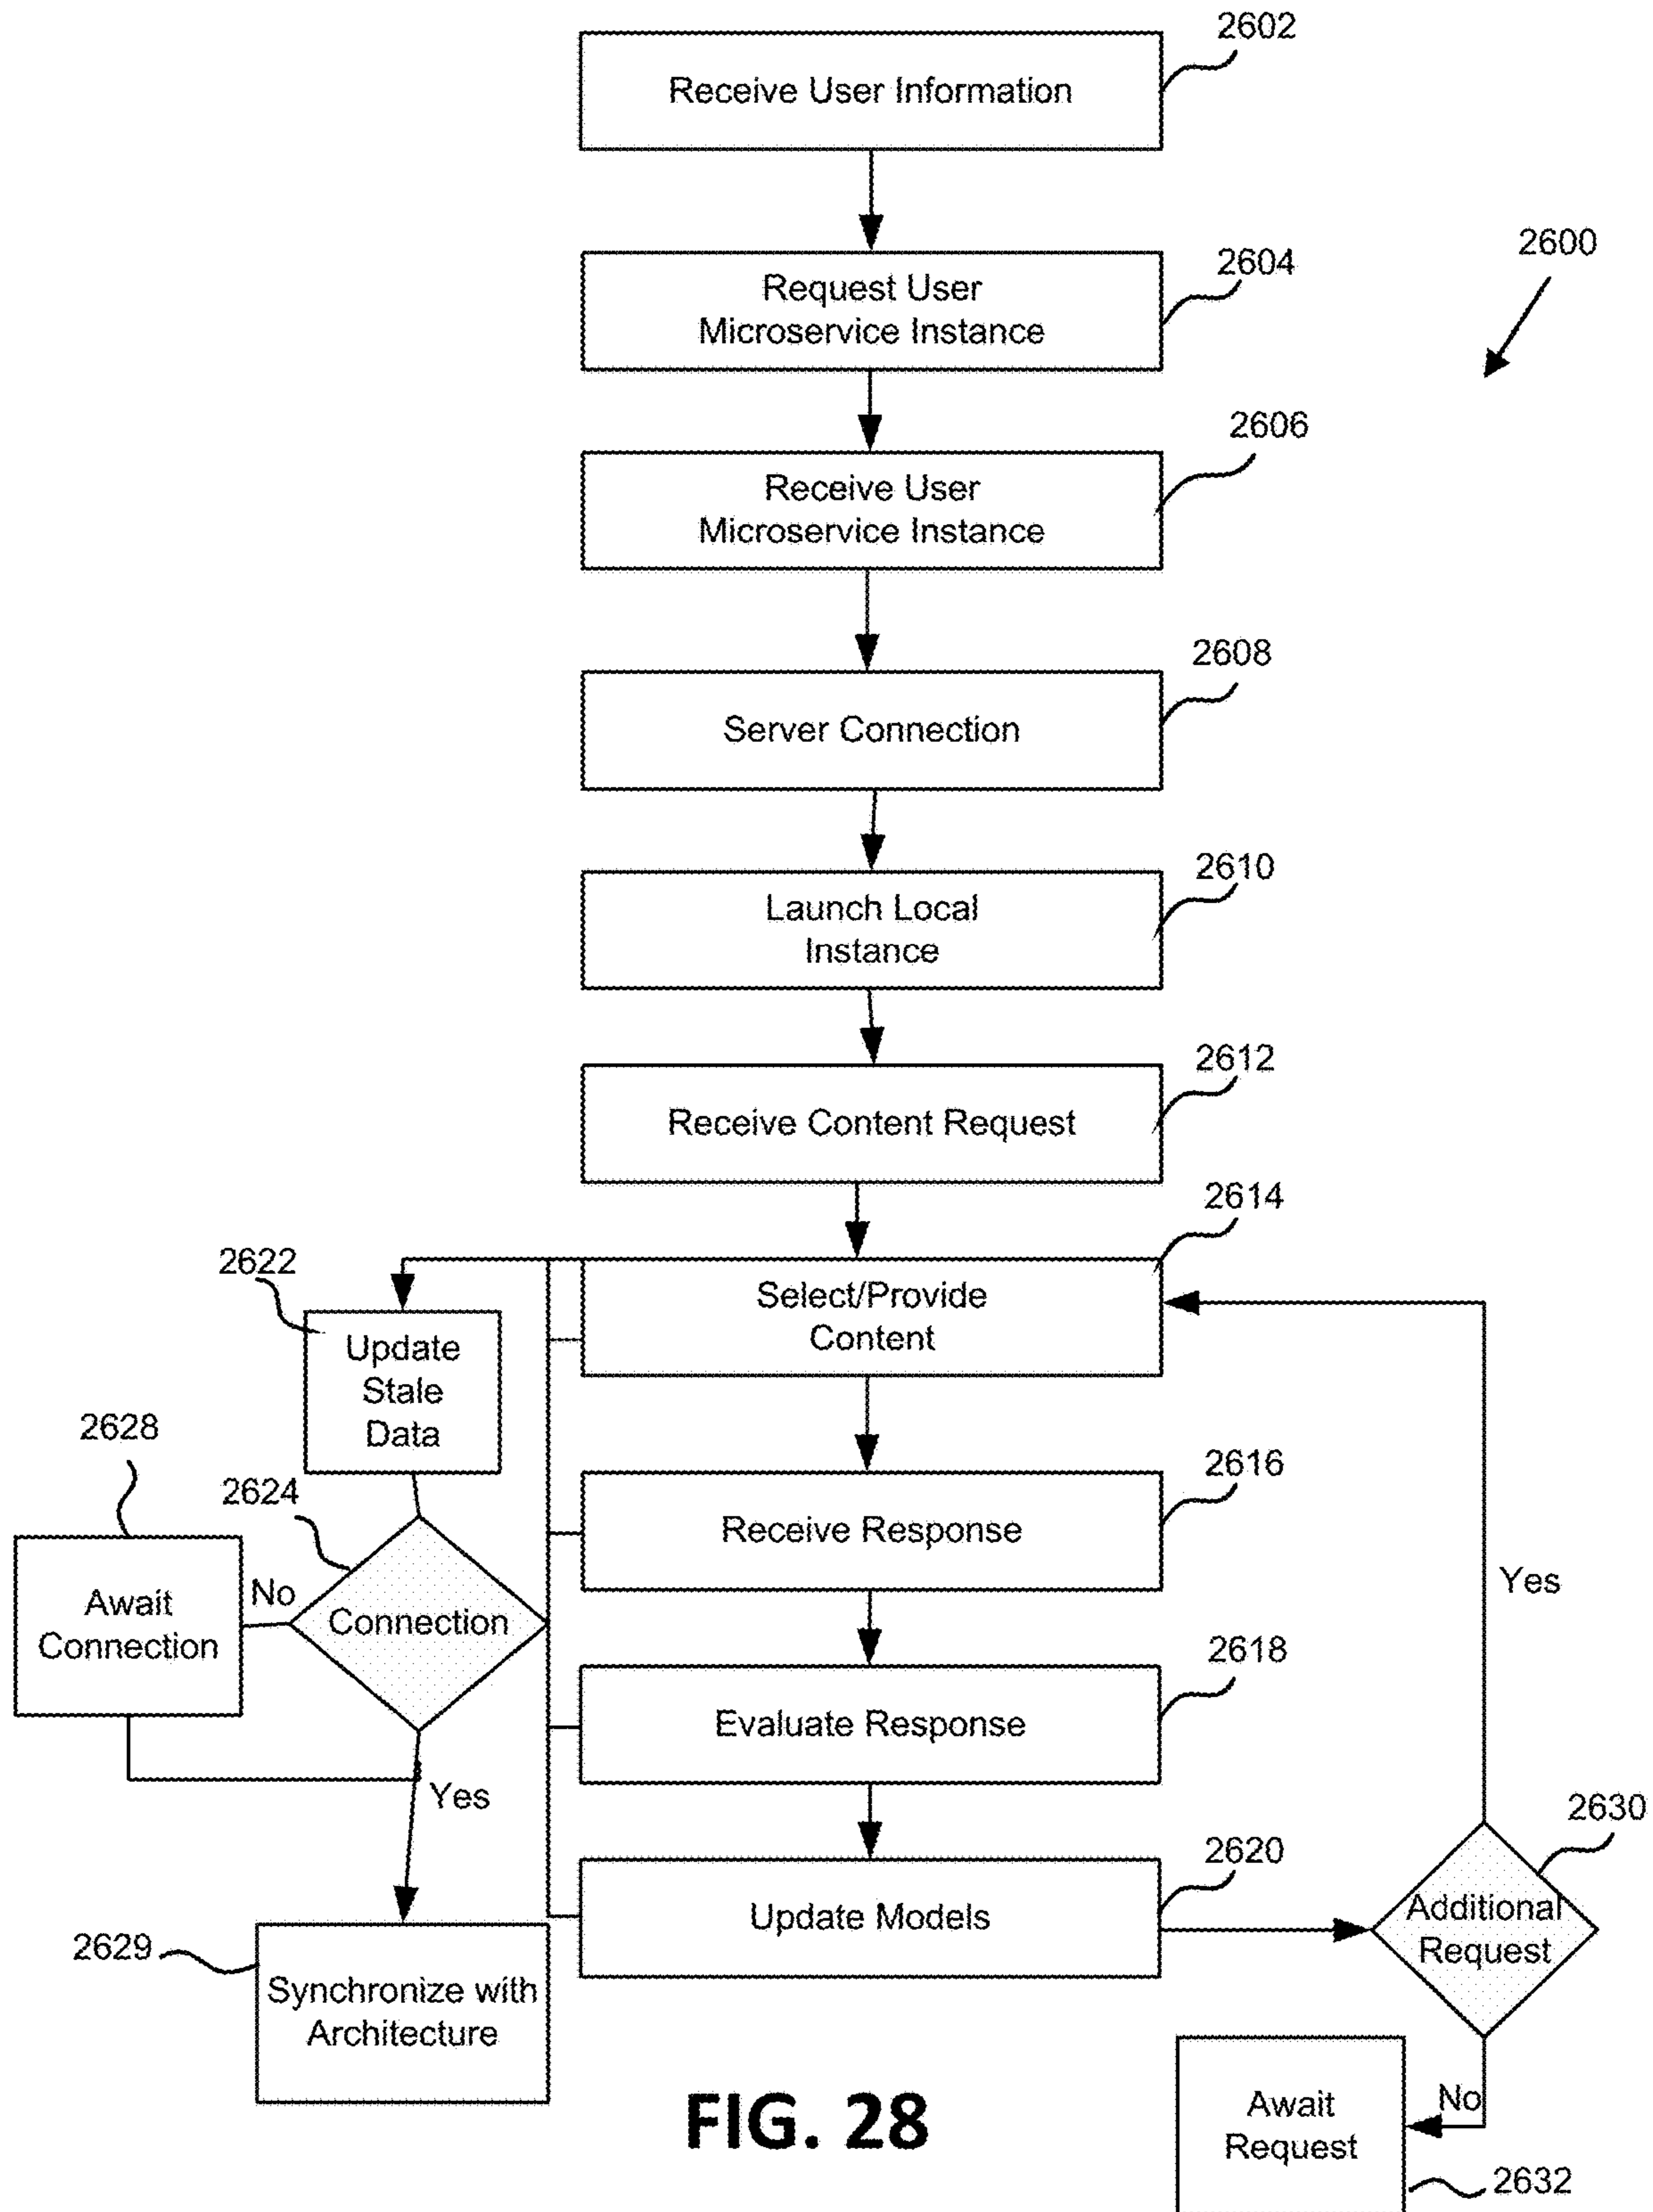 2602
Receive User Information
2600
2604
Request User
Microservice Instance
2606
Receive User
Microservice Instance
2608
Server Connection
2610
Launch Local
Instance
2612
Receive Content Request
2614
Select/Provide
Content
2622
Update
Stale
Data
2628
2624
Await
Connection
No
Connection
Yes
2629
Synchronize with
Architecture
2616
Receive Response
2618
Evaluate Response
2620
Update Models
Yes
2630
Additional
Request
No
Await
Request
2632
FIG. 28